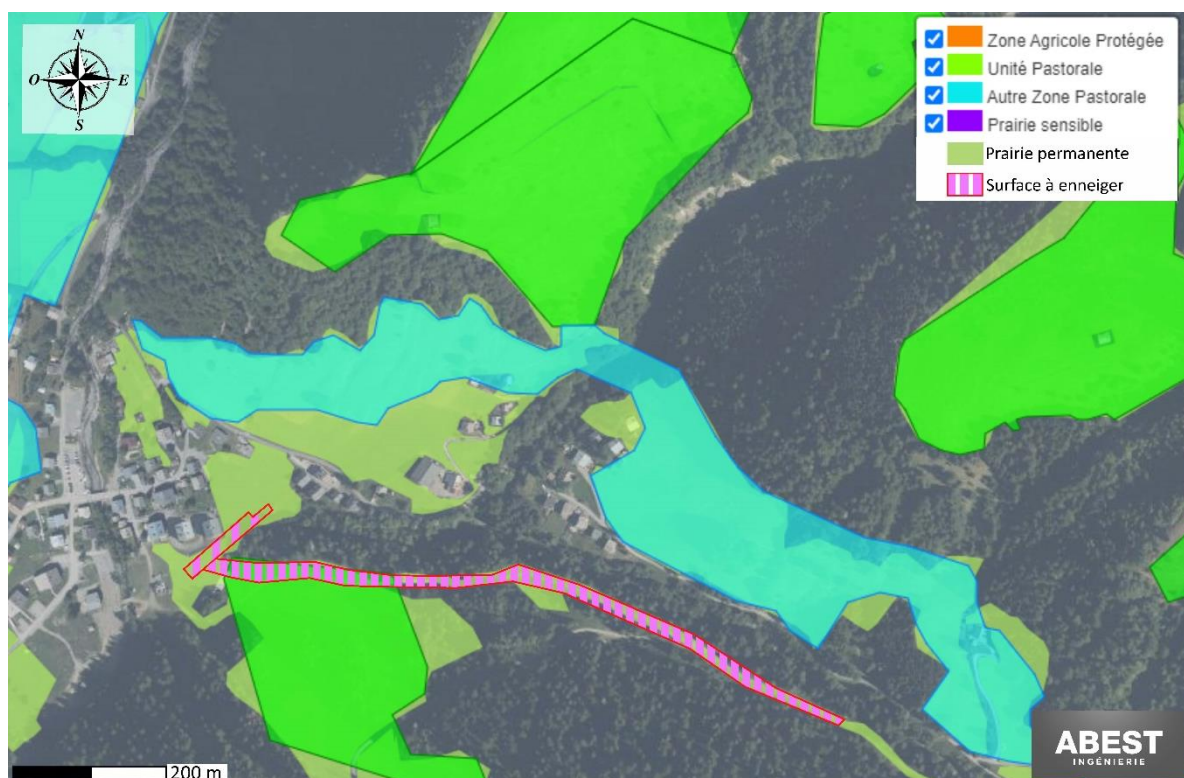 N
O E
S
Zone Agricole Protégée
Unité Pastorale
Autre Zone Pastorale
Prairie sensible
Prairie permanente
Surface à enneiger
200 m
ABEST
INGÉNIERIE